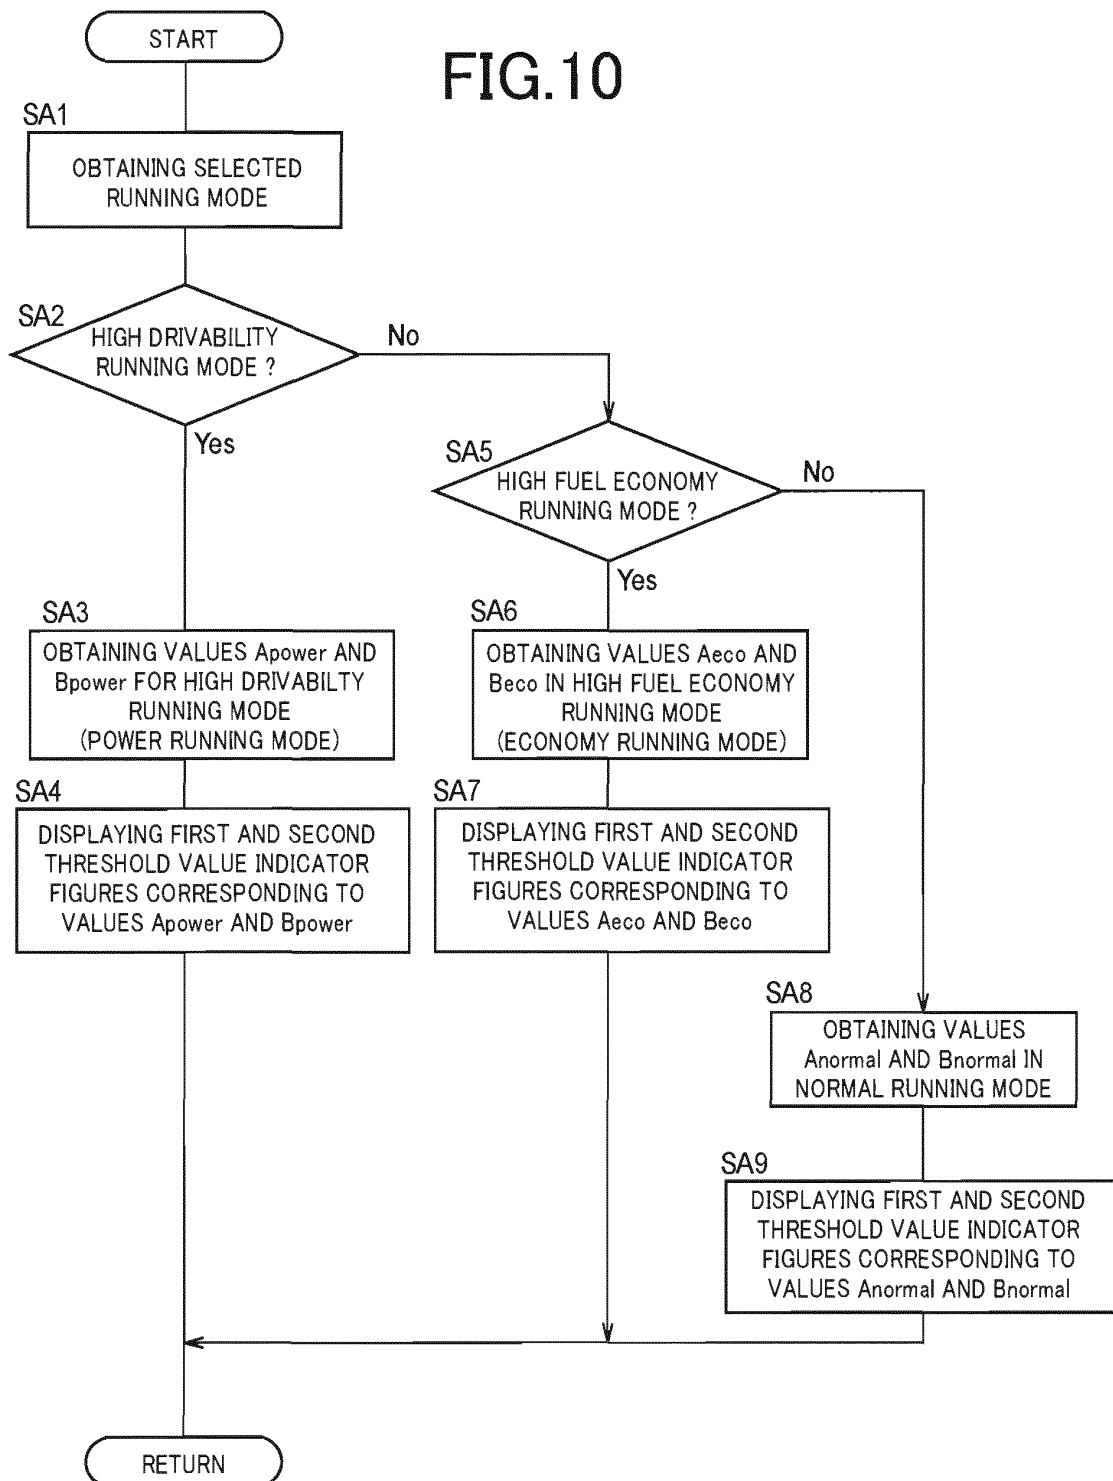 START
FIG.10
SA1
OBTAINING SELECTED
RUNNING MODE
SA2
HIGH DRIVABILITY
RUNNING MODE ?
No
Yes
SA5
HIGH FUEL ECONOMY
RUNNING MODE ?
No
Yes
SA3
OBTAINING VALUES Apower AND
Bpower FOR HIGH DRIVABILTY
RUNNING MODE
(POWER RUNNING MODE)
SA6
OBTAINING VALUES Aeco AND
Beco IN HIGH FUEL ECONOMY
RUNNING MODE
(ECONOMY RUNNING MODE)
SA4
DISPLAYING FIRST AND SECOND
THRESHOLD VALUE INDICATOR
FIGURES CORRESPONDING TO
VALUES Apower AND Bpower
SA7
DISPLAYING FIRST AND SECOND
THRESHOLD VALUE INDICATOR
FIGURES CORRESPONDING TO
VALUES Aeco AND Beco
SA8
OBTAINING VALUES
Anormal AND Bnormal IN
NORMAL RUNNING MODE
SA9
DISPLAYING FIRST AND SECOND
THRESHOLD VALUE INDICATOR
FIGURES CORRESPONDING TO
VALUES Anormal AND Bnormal
RETURN